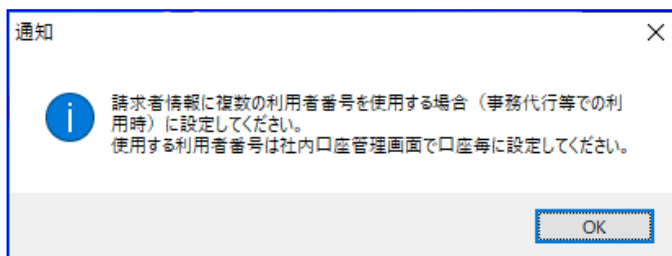 通知
請求者情報に複数の利用者番号を使用する場合（事務代行等での利
用時）に設定してください。
使用する利用者番号は社内口座管理画面で口座毎に設定してください。
OK